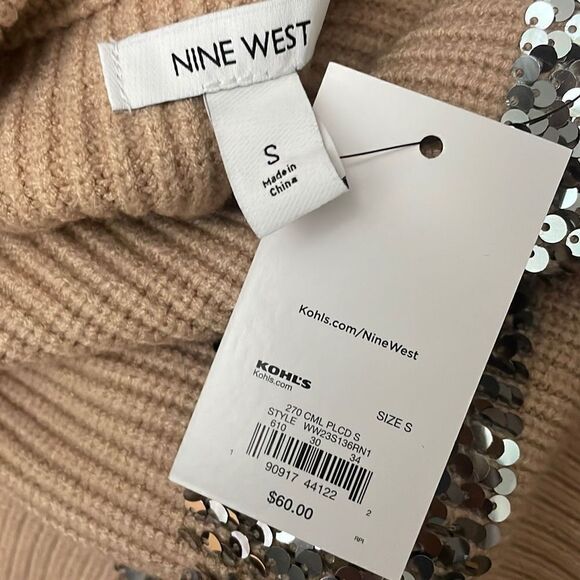 NINE WEST
S
Made in
China
Kohls.com/NineWest
KOHL'S
Kohls.com
270 CML PLCD S
SIZE S
STYLE WW23S136RN1
610 30 34
1 90917 44122 2
$60.00
RPI